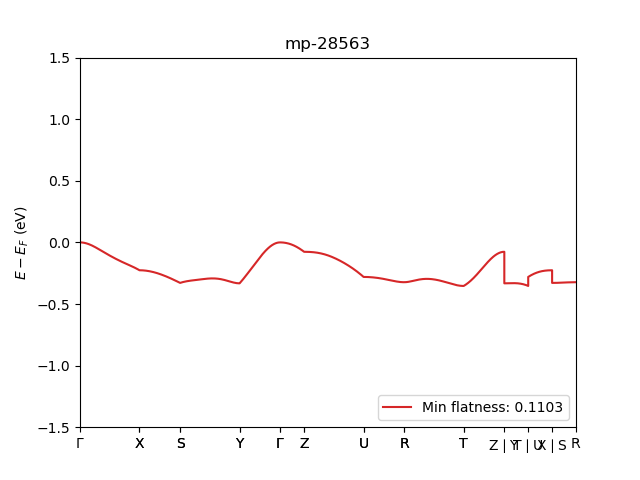 mp-28563
1.5
1.0
0.5
0.0
−0.5
−1.0
−1.5
E − E_F (eV)
Γ X S Y Γ Z U R T Z | Y T | U X | S R
Min flatness: 0.1103